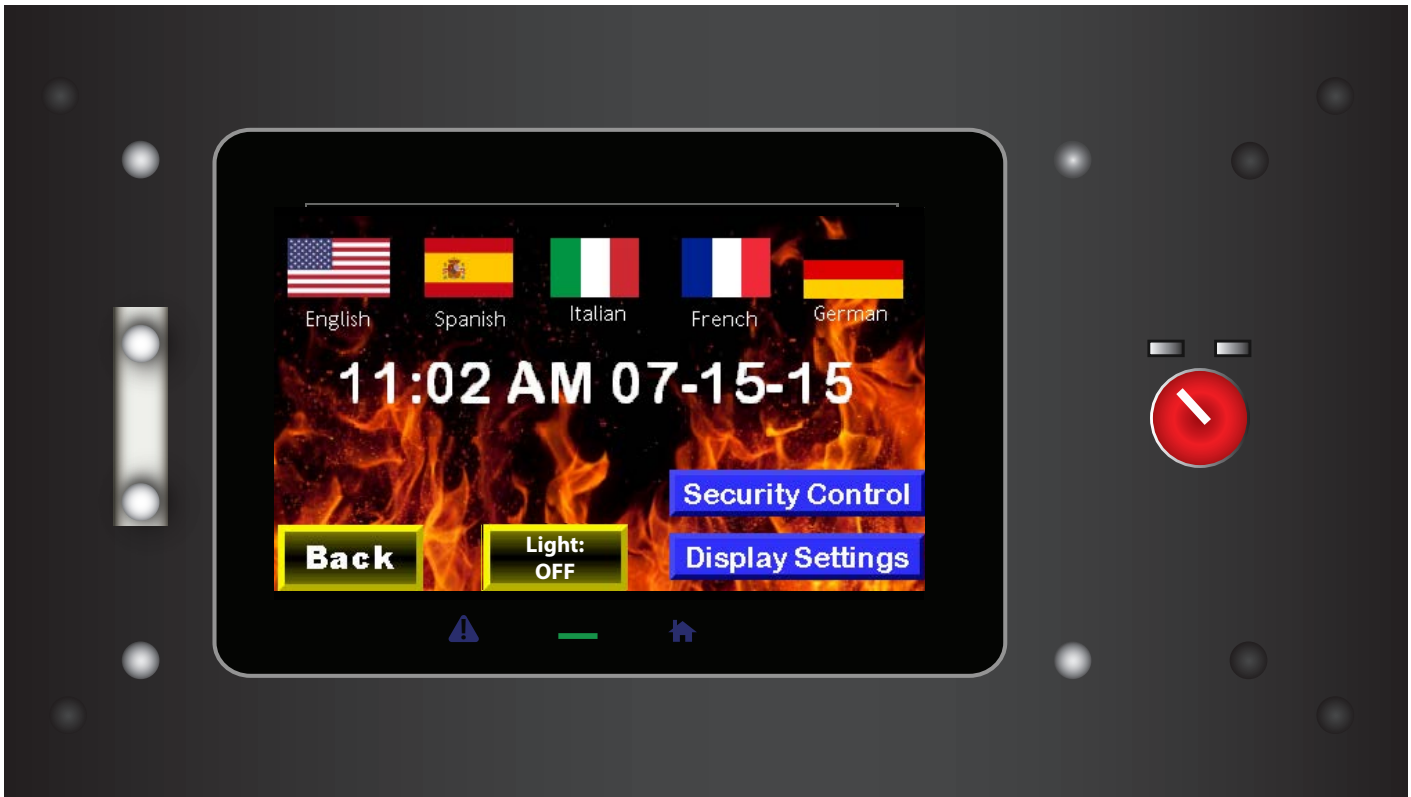 English
Spanish
Italian
French
German
11:02 AM 07-15-15
Security Control
Back
Light:
OFF
Display Settings